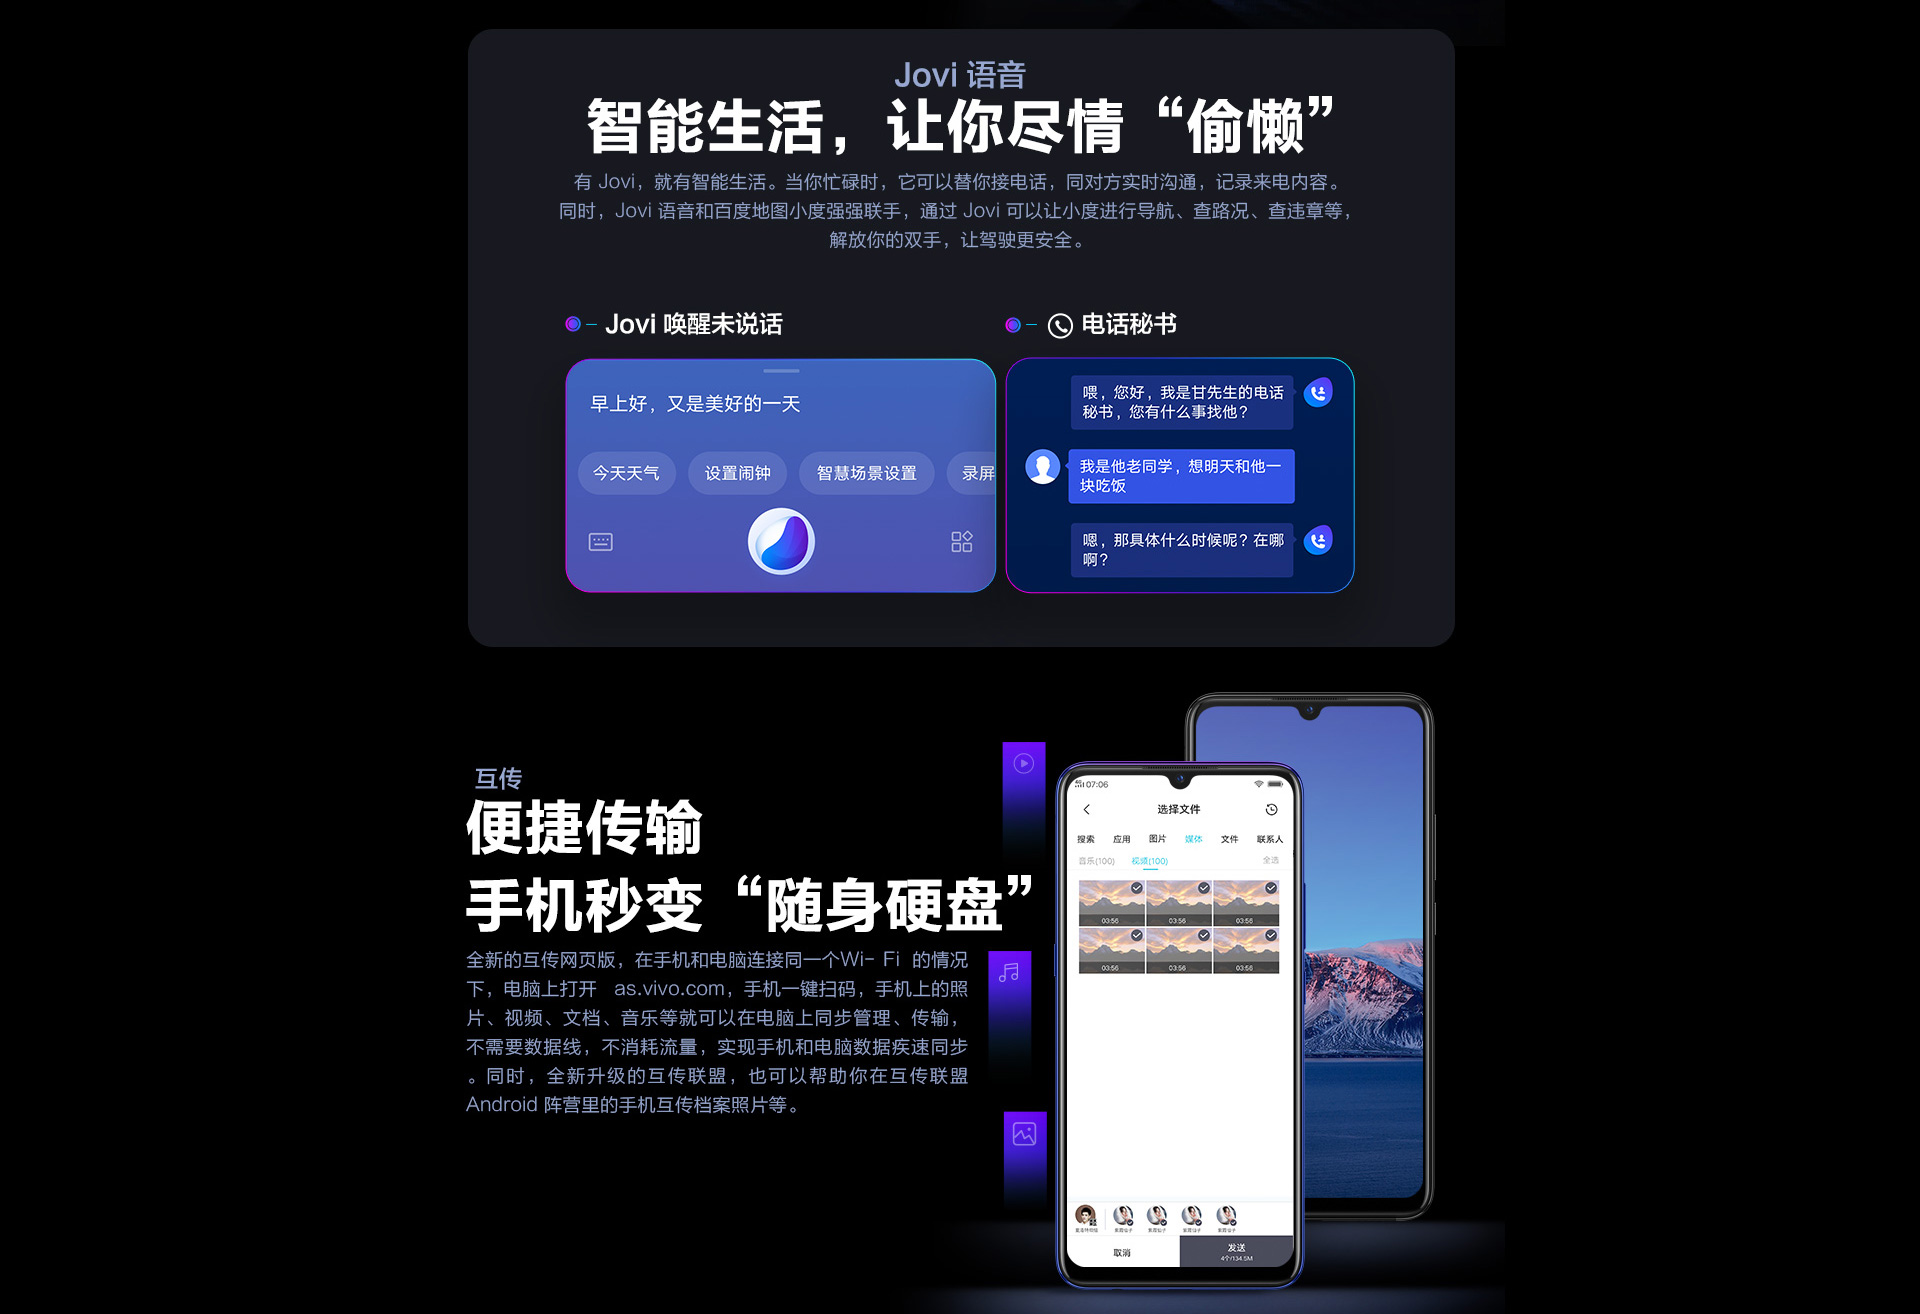 Jovi 语音
智能生活，让你尽情“偷懒”
有 Jovi，就有智能生活。当你忙碌时，它可以替你接电话，同对方实时沟通，记录来电内容。
同时，Jovi 语音和百度地图小度强强联手，通过 Jovi 可以让小度进行导航、查路况、查违章等，
解放你的双手，让驾驶更安全。
Jovi 唤醒未说话
电话秘书
早上好，又是美好的一天
今天天气
设置闹钟
智慧场景设置
录屏
喂，您好，我是甘先生的电话
秘书，您有什么事找他？
我是他老同学，想明天和他一
块吃饭
嗯，那具体什么时候呢？在哪
啊？
互传
便捷传输
手机秒变“随身硬盘”
全新的互传网页版，在手机和电脑连接同一个Wi- Fi 的情况
下，电脑上打开 as.vivo.com，手机一键扫码，手机上的照
片、视频、文档、音乐等就可以在电脑上同步管理、传输，
不需要数据线，不消耗流量，实现手机和电脑数据疾速同步
。同时，全新升级的互传联盟，也可以帮助你在互传联盟
Android 阵营里的手机互传档案照片等。
07:06
选择文件
搜索 应用 图片 媒体 文件 联系人
音乐(100) 视频(100) 全选
03:56 03:56 03:56
03:56 03:56 03:56
取消
发送
4个/134.5M